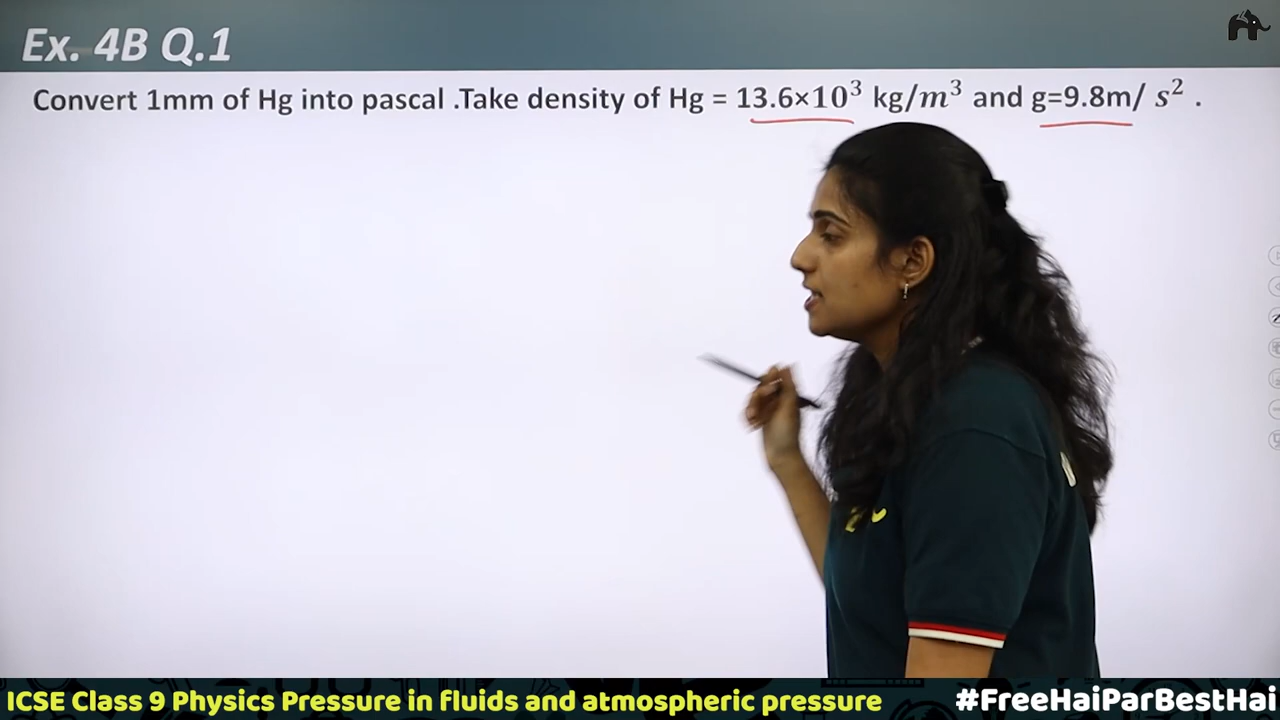 Ex. 4B Q.1
Convert 1mm of Hg into pascal .Take density of Hg = 13.6×10³ kg/m³ and g=9.8m/ s² .
ICSE Class 9 Physics Pressure in fluids and atmospheric pressure
#FreeHaiParBestHai